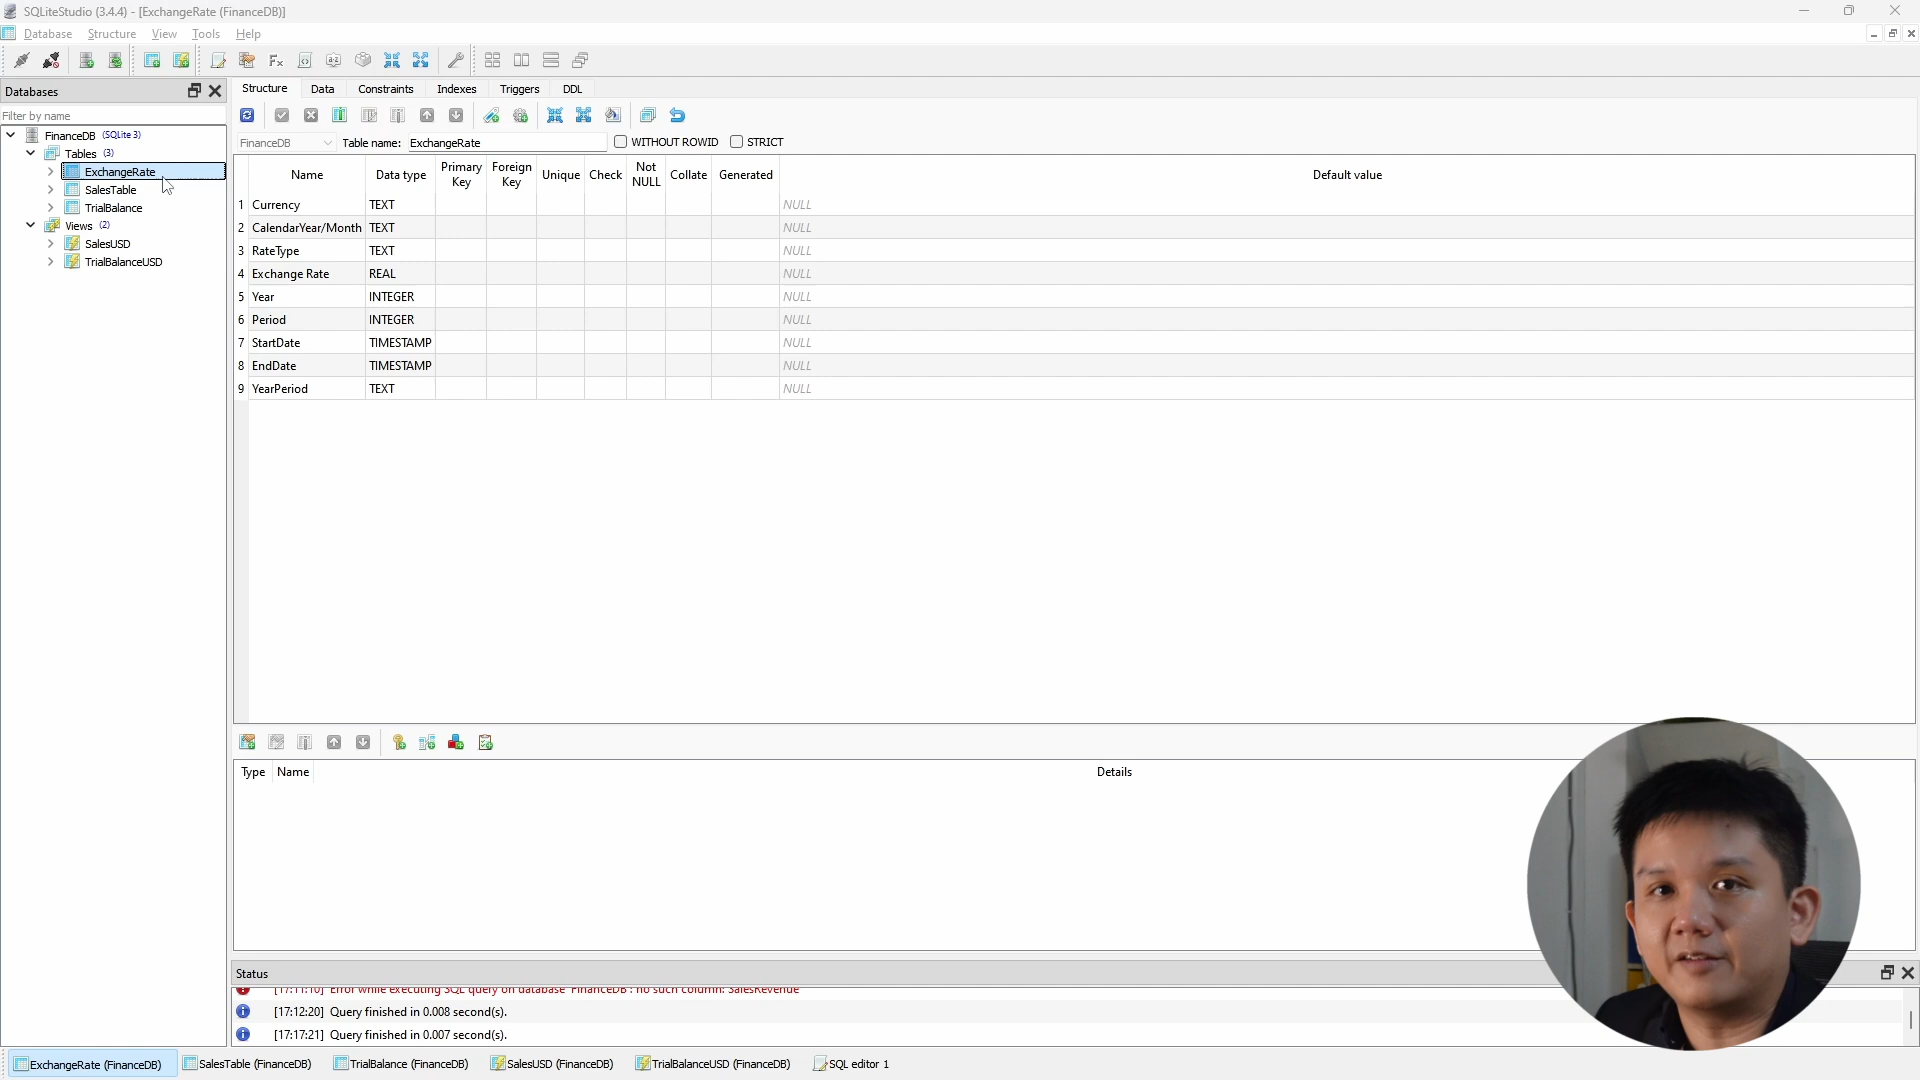 SQLiteStudio (3.4.4) - [ExchangeRate (FinanceDB)]
Database Structure View Tools Help
Databases
Filter by name
FinanceDB (SQLite 3)
Tables (3)
ExchangeRate
SalesTable
TrialBalance
Views (2)
SalesUSD
TrialBalanceUSD
Structure Data Constraints Indexes Triggers DDL
FinanceDB Table name: ExchangeRate WITHOUT ROWID STRICT
Name Data type Primary Key Foreign Key Unique Check Not NULL Collate Generated Default value
1 Currency TEXT NULL
2 CalendarYear/Month TEXT NULL
3 RateType TEXT NULL
4 Exchange Rate REAL NULL
5 Year INTEGER NULL
6 Period INTEGER NULL
7 StartDate TIMESTAMP NULL
8 EndDate TIMESTAMP NULL
9 YearPeriod TEXT NULL
Type Name Details
Status
[17:11:10] Error while executing SQL query on database 'FinanceDB': no such column: SalesRevenue
[17:12:20] Query finished in 0.008 second(s).
[17:17:21] Query finished in 0.007 second(s).
ExchangeRate (FinanceDB) SalesTable (FinanceDB) TrialBalance (FinanceDB) SalesUSD (FinanceDB) TrialBalanceUSD (FinanceDB) SQL editor 1